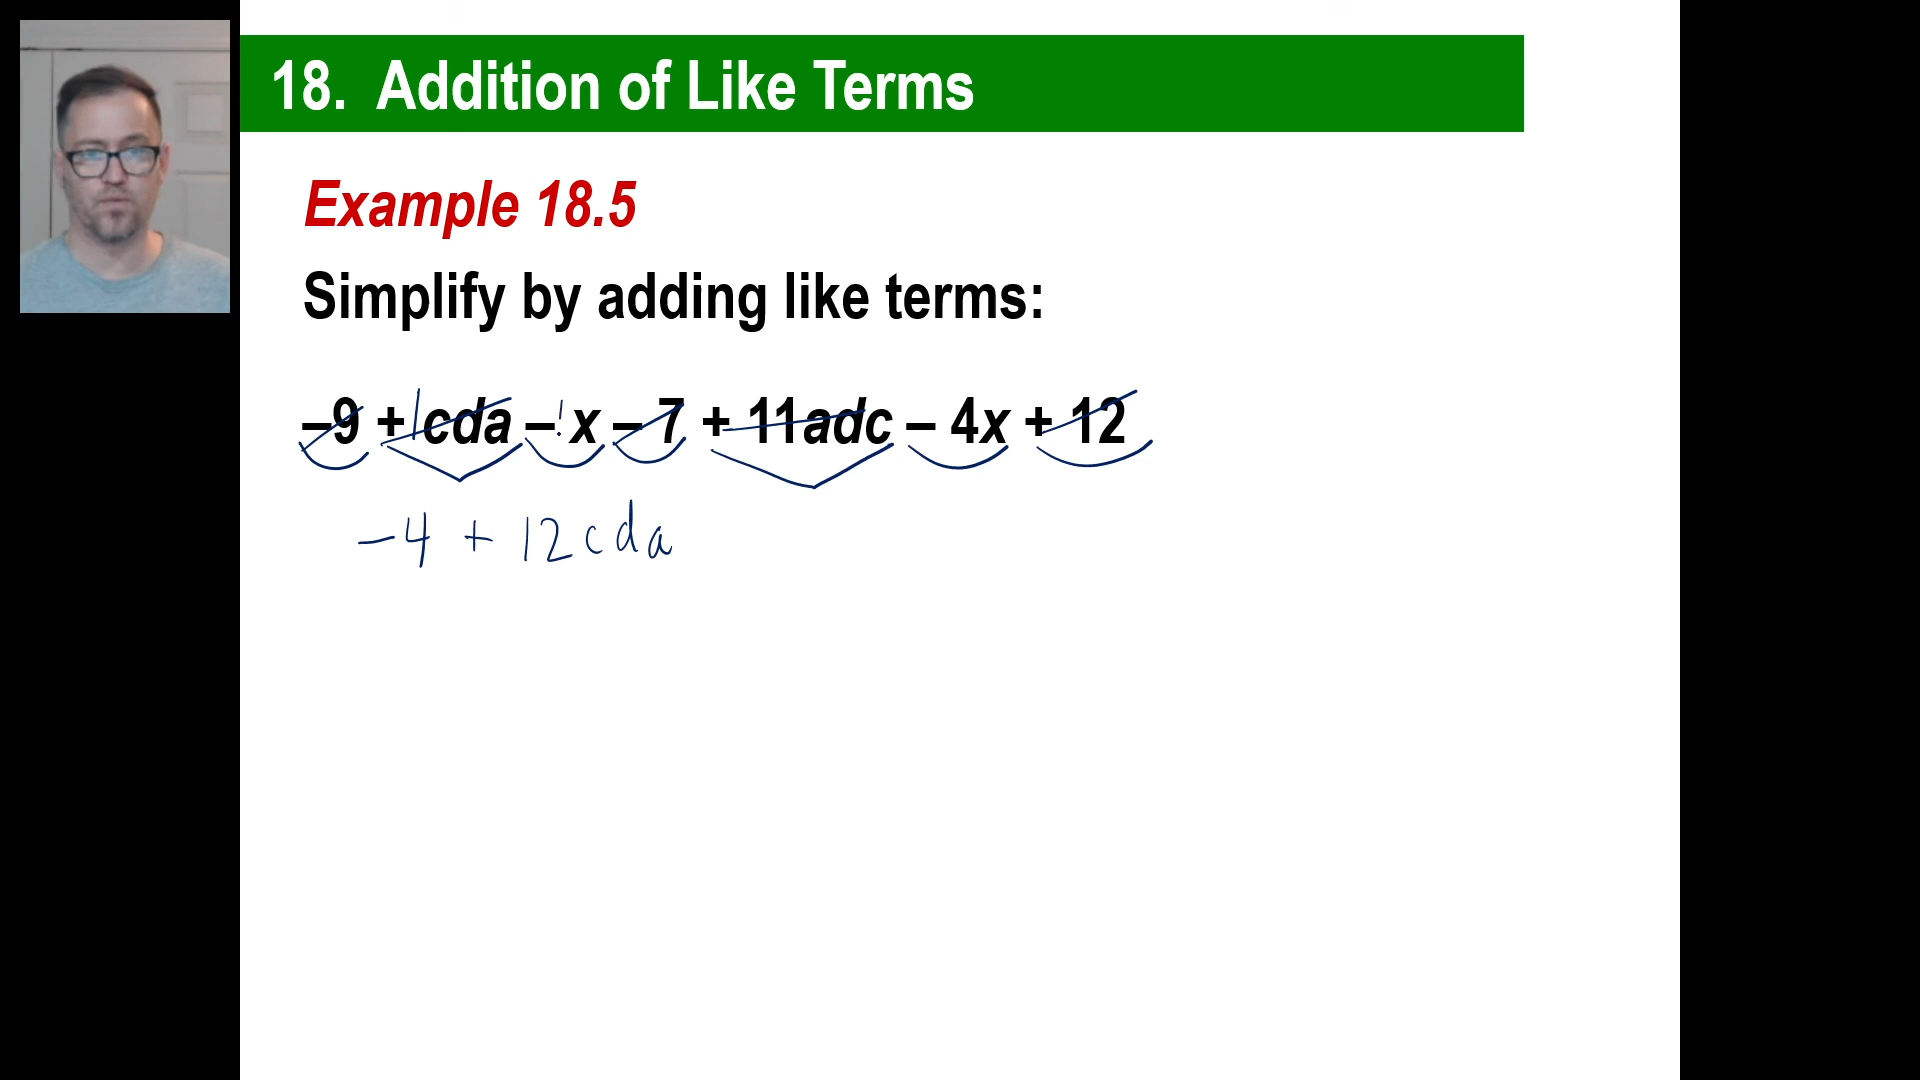 18. Addition of Like Terms
Example 18.5
Simplify by adding like terms:
–9 + 1cda – 1x – 7 + 11adc – 4x + 12
-4 + 12cda